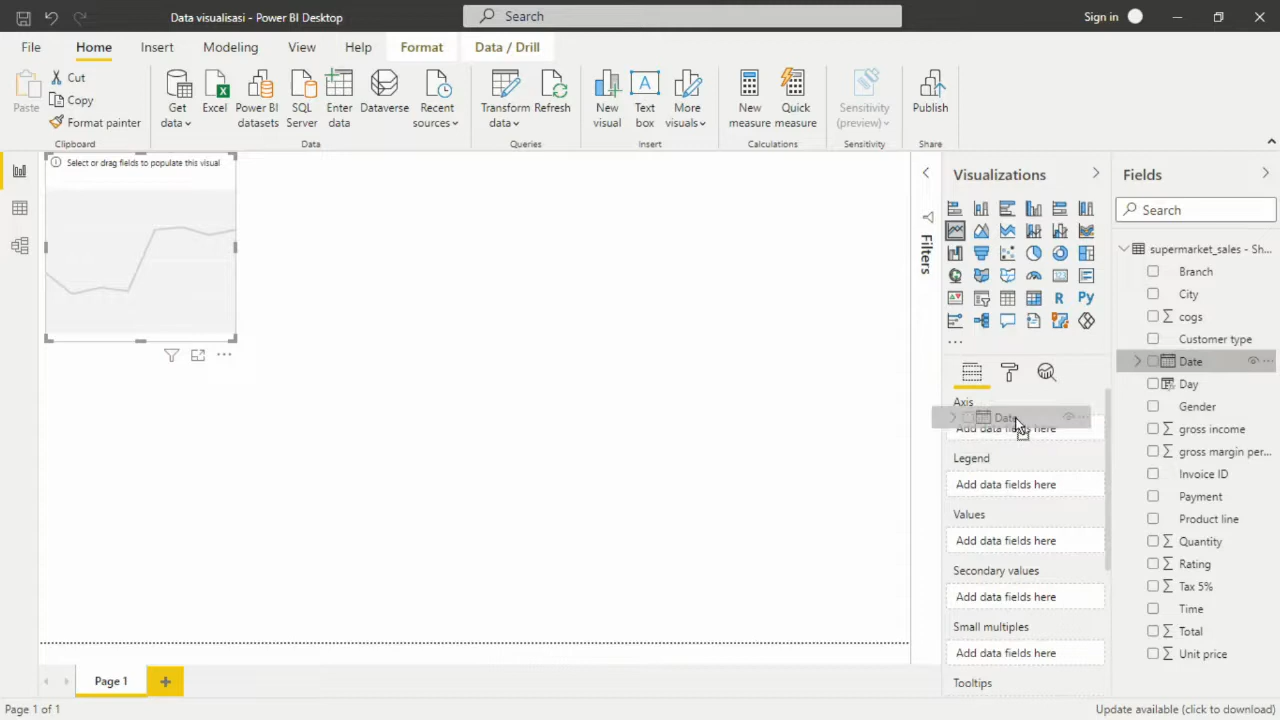 Data visualisasi - Power BI Desktop
Search
Sign in
File
Home
Insert
Modeling
View
Help
Format
Data / Drill
Paste
Cut
Copy
Format painter
Clipboard
Get data
Excel
Power BI datasets
SQL Server
Enter data
Dataverse
Recent sources
Data
Transform data
Refresh
Queries
New visual
Text box
More visuals
Insert
New measure
Quick measure
Calculations
Sensitivity (preview)
Sensitivity
Publish
Share
Select or drag fields to populate this visual
Filters
Visualizations
R
Py
Axis
Date
Add data fields here
Legend
Add data fields here
Values
Add data fields here
Secondary values
Add data fields here
Small multiples
Add data fields here
Tooltips
Fields
Search
supermarket_sales - Sh...
Branch
City
cogs
Customer type
Date
Day
Gender
gross income
gross margin per...
Invoice ID
Payment
Product line
Quantity
Rating
Tax 5%
Time
Total
Unit price
Page 1
Page 1 of 1
Update available (click to download)